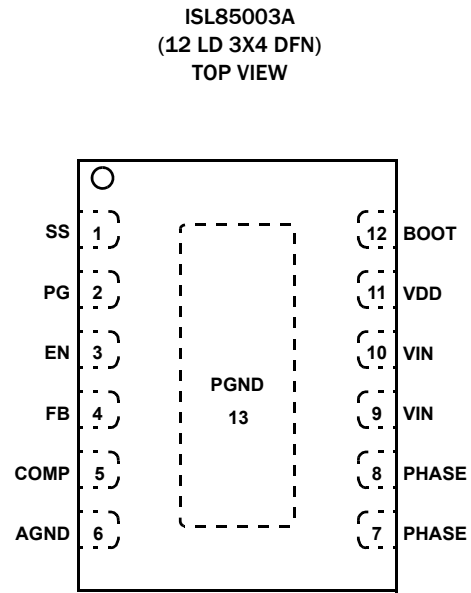 ISL85003A
(12 LD 3X4 DFN)
TOP VIEW
SS 1 12 BOOT
PG 2 11 VDD
EN 3 10 VIN
FB 4 9 VIN
COMP 5 8 PHASE
AGND 6 7 PHASE
PGND
13